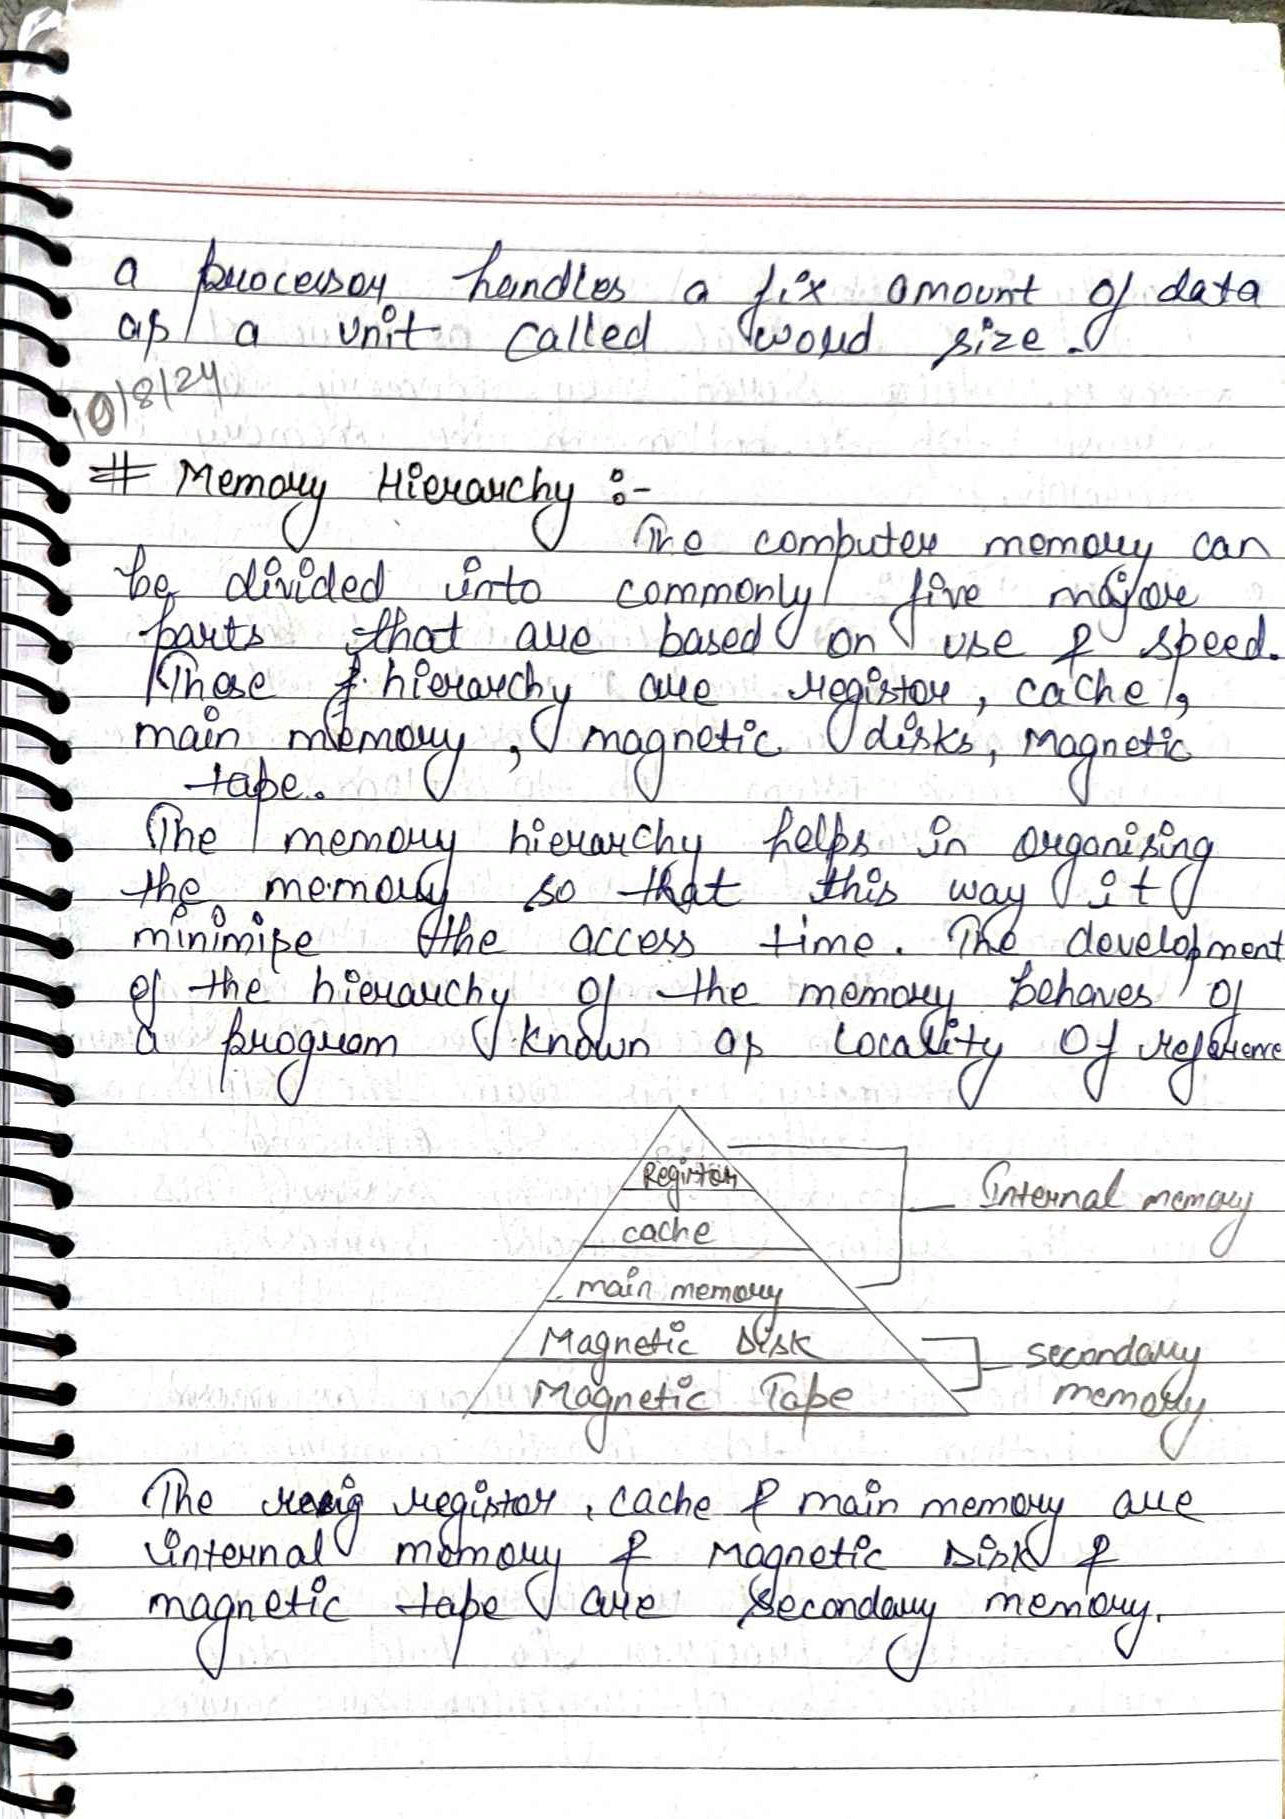 a processor handles a fix amount of data
as a unit called word size.
10/8/24
# Memory Hierarchy :-
The computer memory can
be divided into commonly five major
parts that are based on use & speed.
These hierarchy are registor, cache,
main memory, magnetic disks, Magnetic
tape.
The memory hierarchy helps in organising
the memory so that this way it
minimise the access time. The development
of the hierarchy of the memory behaves of
a program known as locality of reference
Registor
cache
main memory
Internal memory
Magnetic Disk
Magnetic Tape
secondary
memory.
The registor, cache & main memory are
internal memory & Magnetic Disk &
magnetic tape are secondary memory.